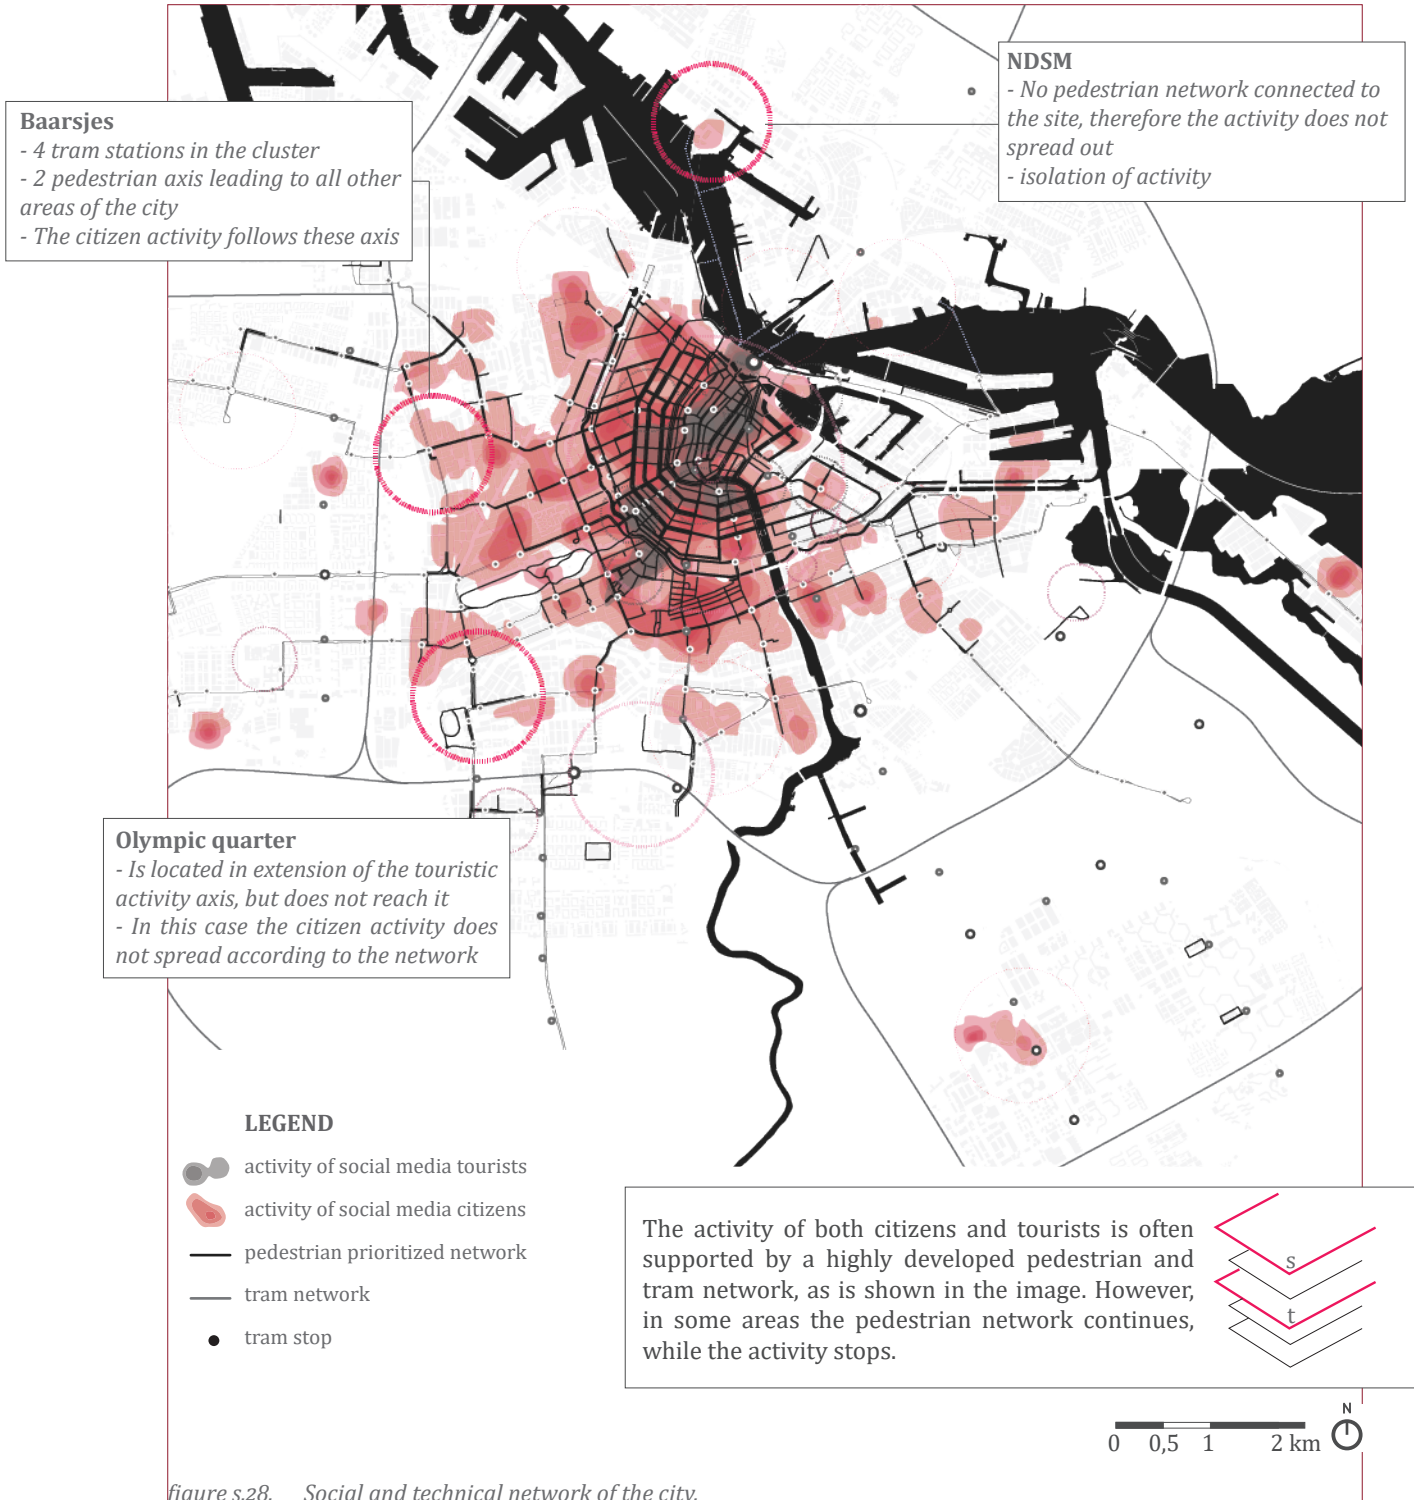 NDSM
- No pedestrian network connected to
the site, therefore the activity does not
spread out
- isolation of activity
Baarsjes
- 4 tram stations in the cluster
- 2 pedestrian axis leading to all other
areas of the city
- The citizen activity follows these axis
Olympic quarter
- Is located in extension of the touristic
activity axis, but does not reach it
- In this case the citizen activity does
not spread according to the network
LEGEND
activity of social media tourists
activity of social media citizens
pedestrian prioritized network
tram network
tram stop
The activity of both citizens and tourists is often
supported by a highly developed pedestrian and
tram network, as is shown in the image. However,
in some areas the pedestrian network continues,
while the activity stops.
s
t
N
0 0,5 1 2 km
figure s.28. Social and technical network of the city.